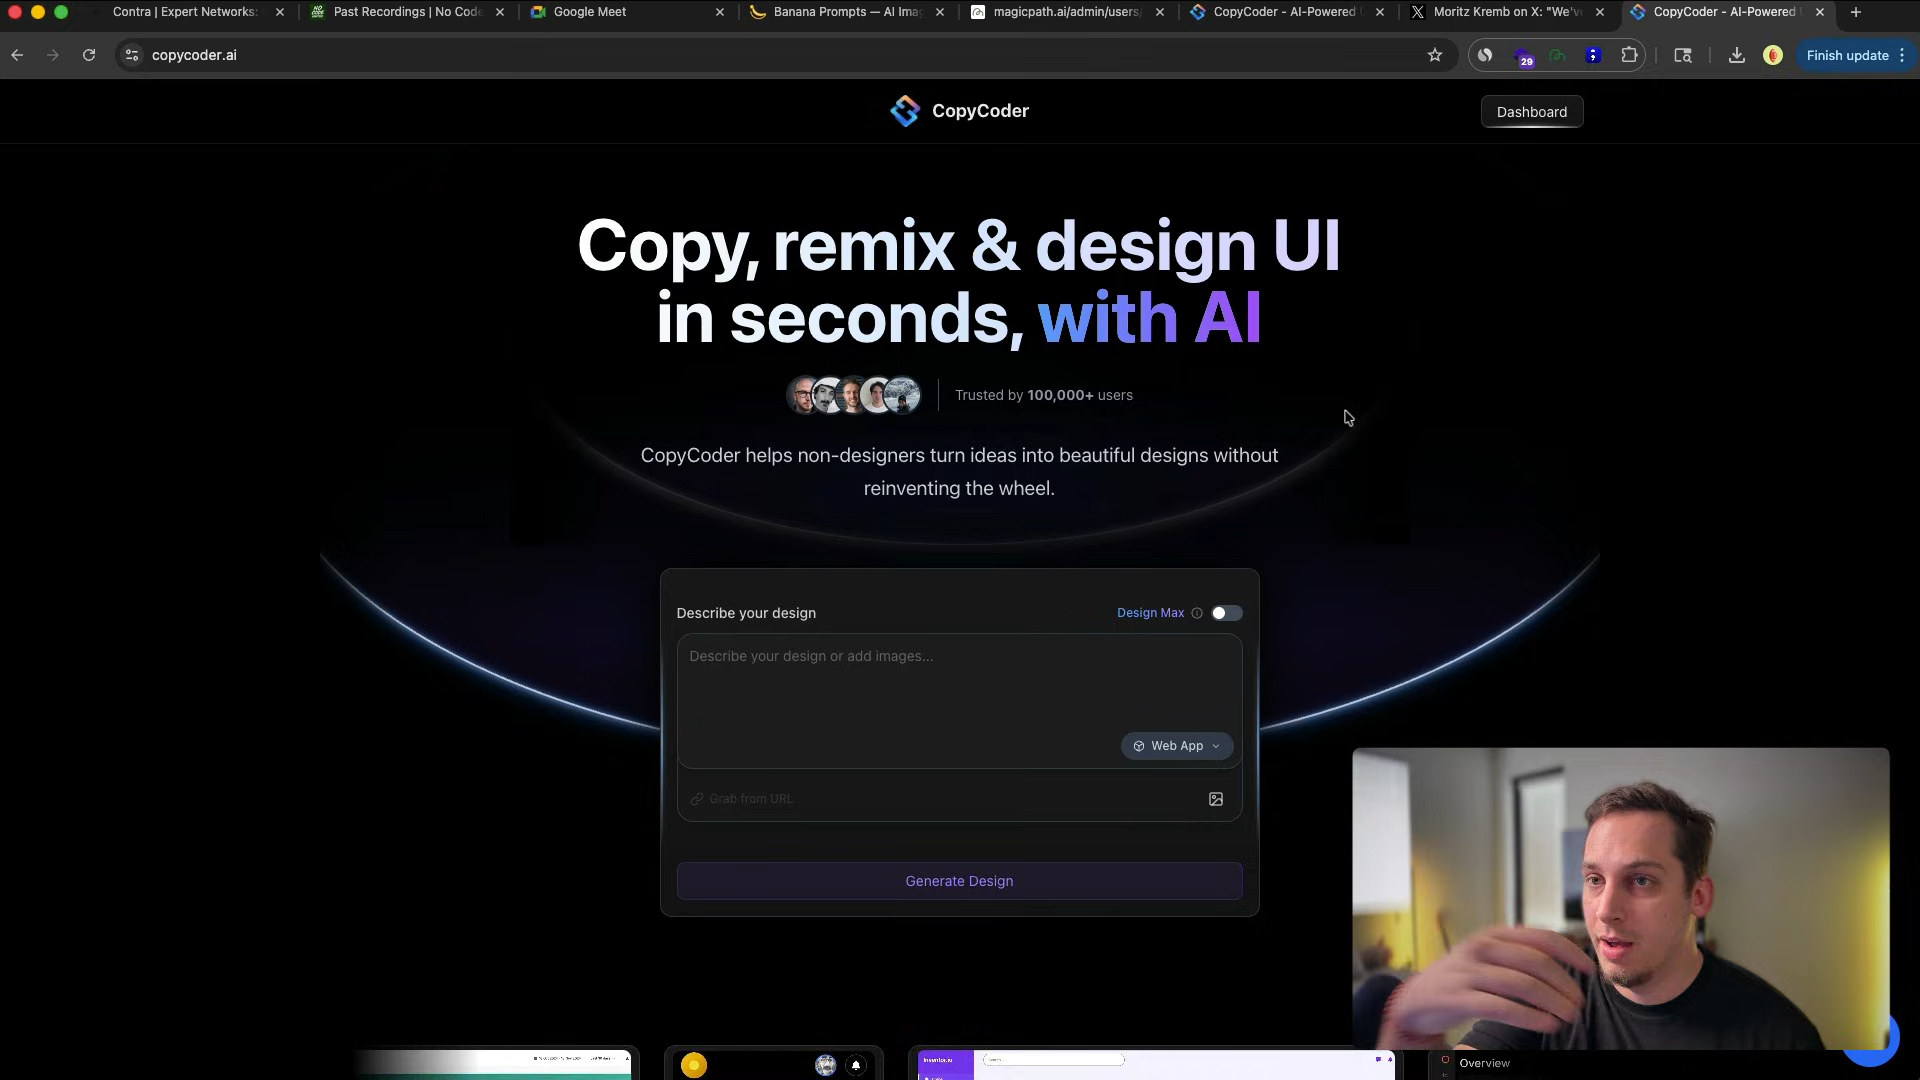 Contra | Expert Networks:
Past Recordings | No Code
Google Meet
Banana Prompts — AI Imag
magicpath.ai/admin/users/
CopyCoder - AI-Powered
Moritz Kremb on X: "We'v
CopyCoder - AI-Powered
copycoder.ai
29
Finish update
CopyCoder
Dashboard
Copy, remix & design UI
in seconds, with AI
Trusted by 100,000+ users
CopyCoder helps non-designers turn ideas into beautiful designs without
reinventing the wheel.
Describe your design
Design Max
Describe your design or add images...
Web App
Grab from URL
Generate Design
Inventor.io
Overview